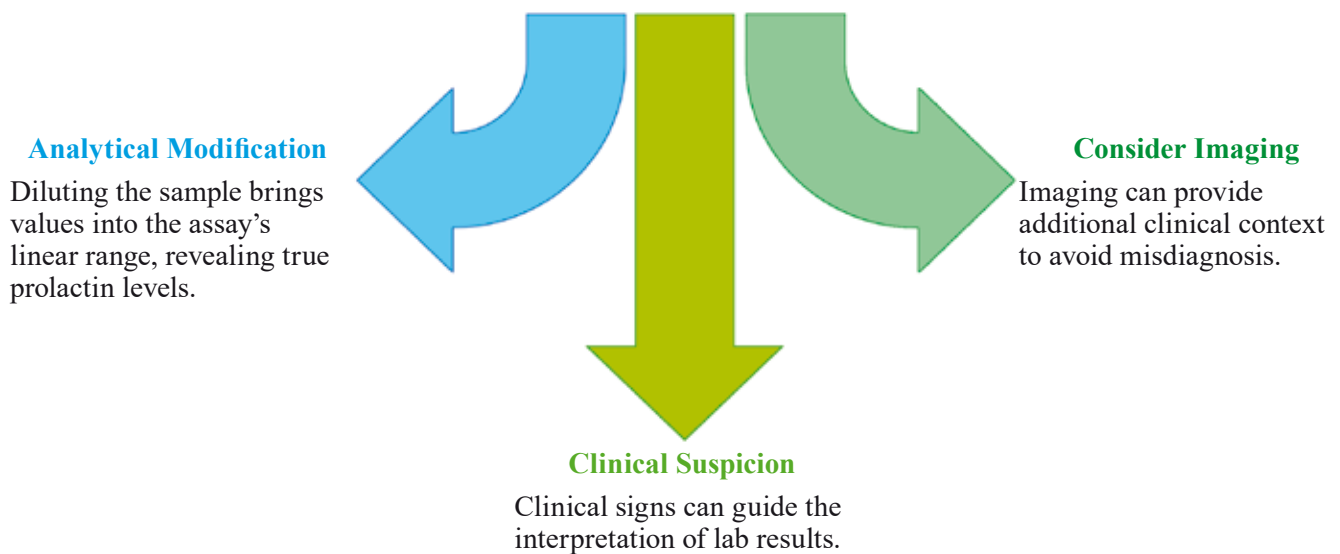 Analytical Modification
Diluting the sample brings
values into the assay’s
linear range, revealing true
prolactin levels.
Consider Imaging
Imaging can provide
additional clinical context
to avoid misdiagnosis.
Clinical Suspicion
Clinical signs can guide the
interpretation of lab results.